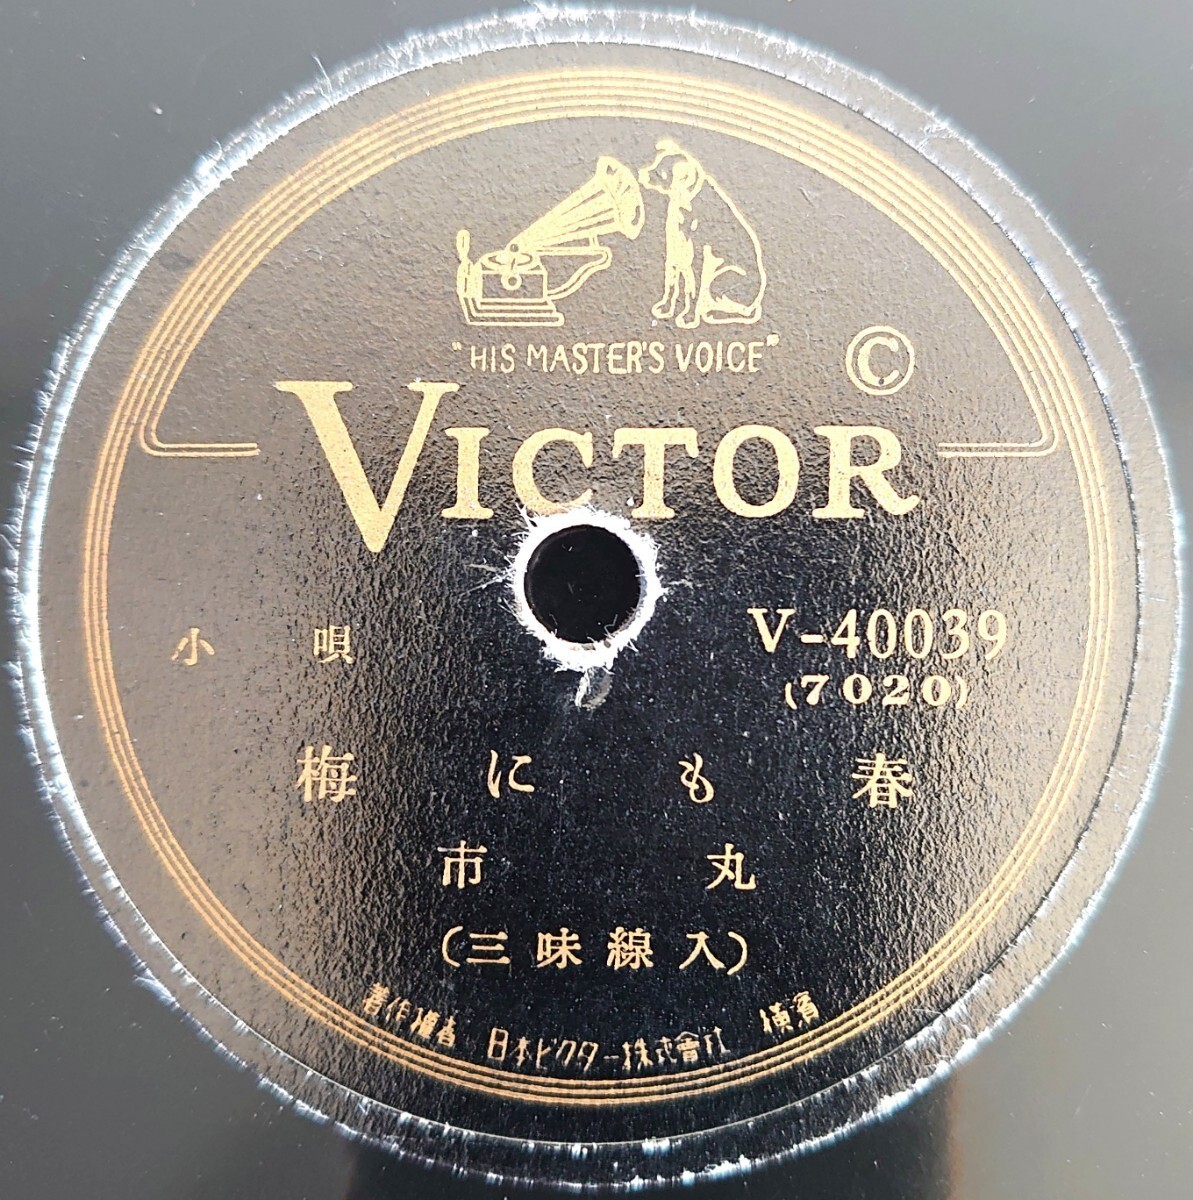 "HIS MASTER'S VOICE"
©
VICTOR
小唄
V-40039
(7020)
梅にも春
市丸
(三味線入)
著作權者 日本ビクター株式會社 横濱